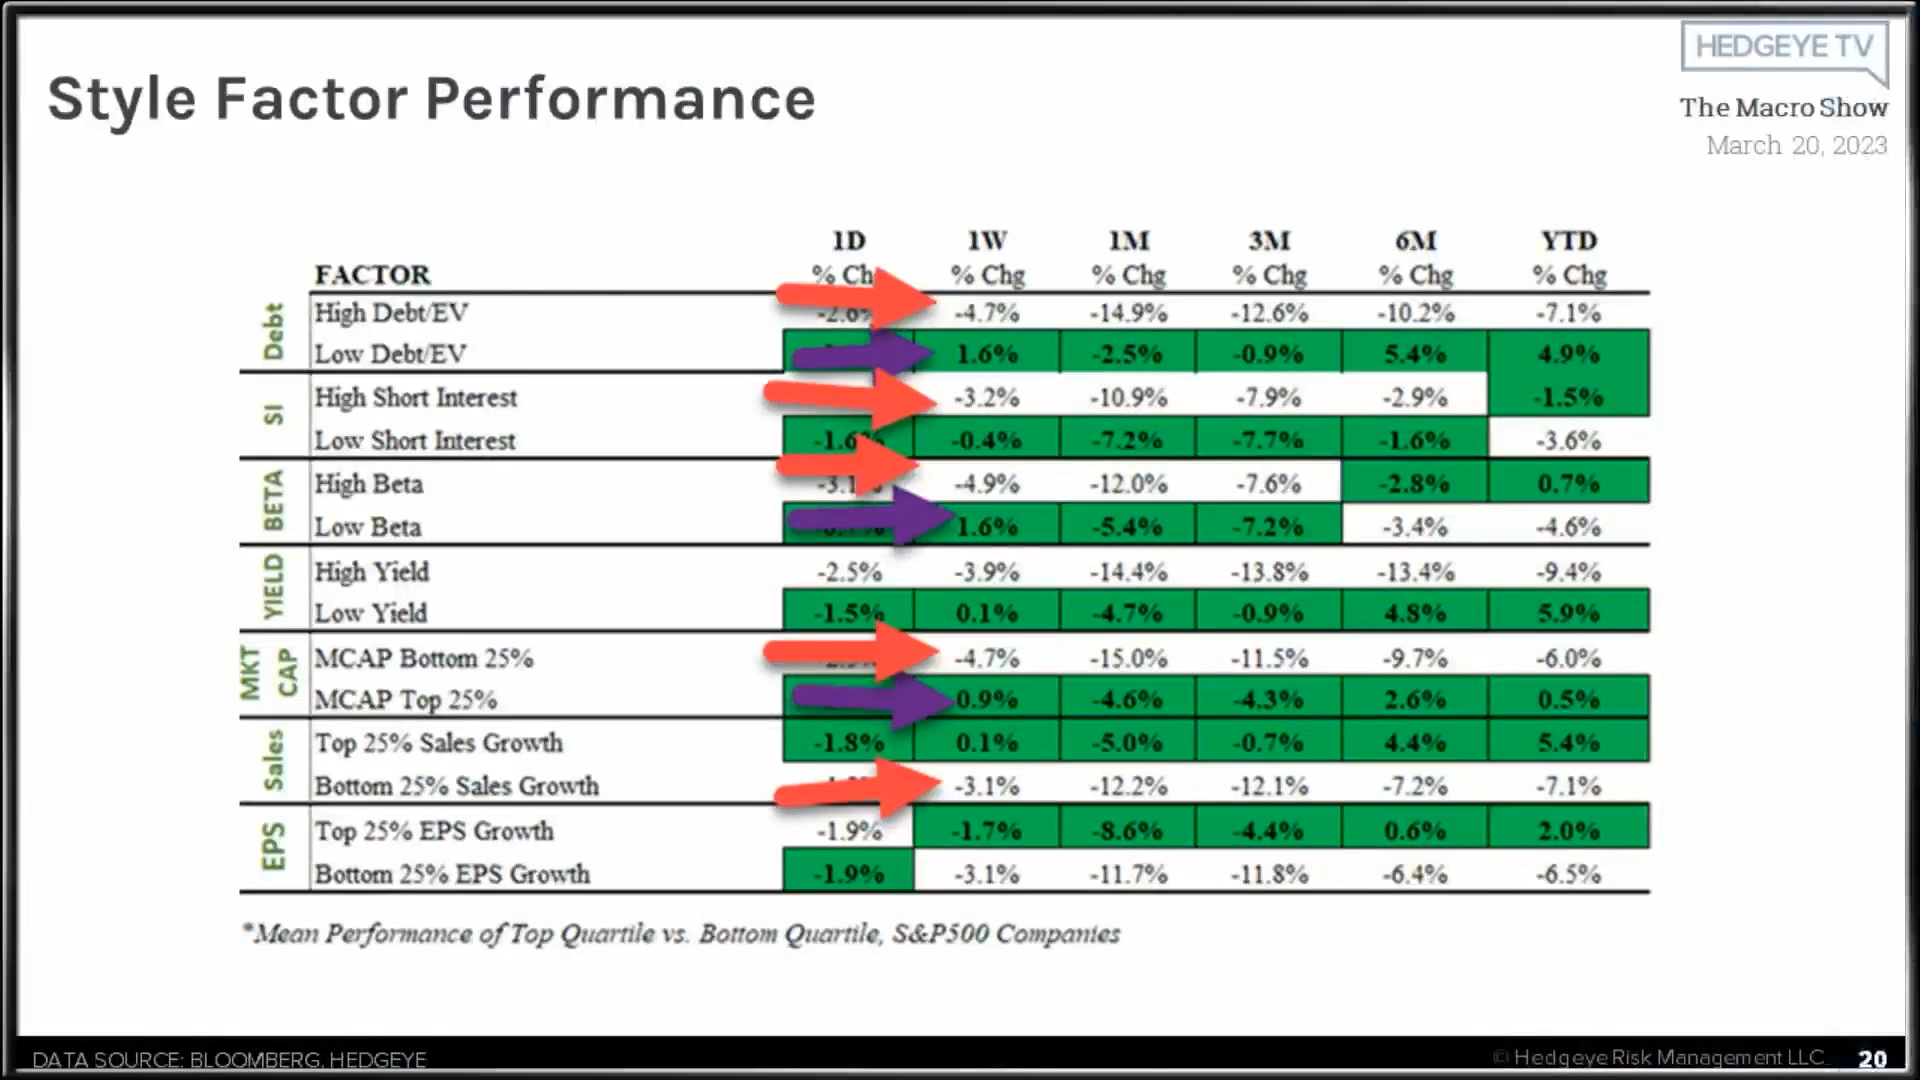 HEDGEYE TV
Style Factor Performance
The Macro Show
March 20, 2023
1D 1W 1M 3M 6M YTD
FACTOR % Chg % Chg % Chg % Chg % Chg % Chg
Debt
High Debt/EV -4.7% -14.9% -12.6% -10.2% -7.1%
Low Debt/EV 1.6% -2.5% -0.9% 5.4% 4.9%
SI
High Short Interest -3.2% -10.9% -7.9% -2.9% -1.5%
Low Short Interest -1.6% -0.4% -7.2% -7.7% -1.6% -3.6%
BETA
High Beta -4.9% -12.0% -7.6% -2.8% 0.7%
Low Beta 1.6% -5.4% -7.2% -3.4% -4.6%
YIELD
High Yield -2.5% -3.9% -14.4% -13.8% -13.4% -9.4%
Low Yield -1.5% 0.1% -4.7% -0.9% 4.8% 5.9%
MKT CAP
MCAP Bottom 25% -4.7% -15.0% -11.5% -9.7% -6.0%
MCAP Top 25% 0.9% -4.6% -4.3% 2.6% 0.5%
Sales
Top 25% Sales Growth -1.8% 0.1% -5.0% -0.7% 4.4% 5.4%
Bottom 25% Sales Growth -3.1% -12.2% -12.1% -7.2% -7.1%
EPS
Top 25% EPS Growth -1.9% -1.7% -8.6% -4.4% 0.6% 2.0%
Bottom 25% EPS Growth -1.9% -3.1% -11.7% -11.8% -6.4% -6.5%
*Mean Performance of Top Quartile vs. Bottom Quartile, S&P500 Companies
DATA SOURCE: BLOOMBERG, HEDGEYE
© Hedgeye Risk Management LLC 20